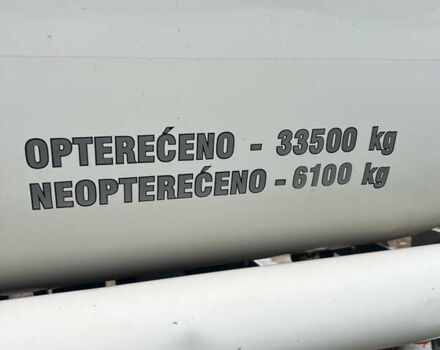 OPTEREĆENO - 33500 kg
NEOPTEREĆENO - 6100 kg